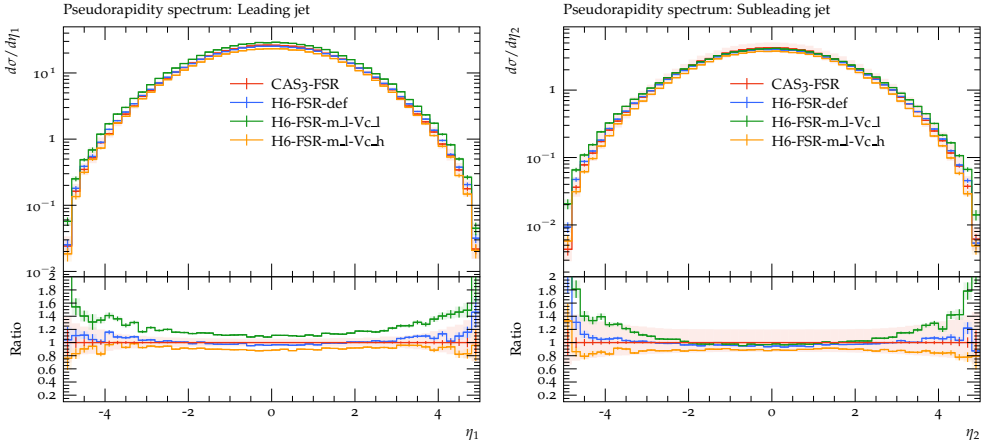 Pseudorapidity spectrum: Leading jet
dσ/dη1
CAS3-FSR
H6-FSR-def
H6-FSR-m_l-Vc_l
H6-FSR-m_l-Vc_h
10^1
1
10^−1
10^−2
2
1.8
1.6
1.4
1.2
1
0.8
0.6
0.4
0.2
Ratio
-4 -2 0 2 4
η1
Pseudorapidity spectrum: Subleading jet
dσ/dη2
CAS3-FSR
H6-FSR-def
H6-FSR-m_l-Vc_l
H6-FSR-m_l-Vc_h
1
10^−1
10^−2
2
1.8
1.6
1.4
1.2
1
0.8
0.6
0.4
0.2
Ratio
-4 -2 0 2 4
η2